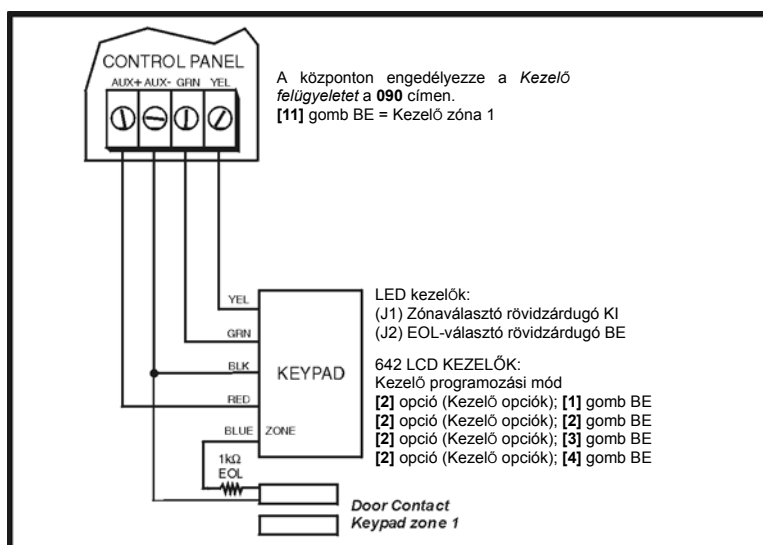 CONTROL PANEL
AUX+ AUX- GRN YEL
A központon engedélyezze a Kezelő
felügyeletet a 090 címen.
[11] gomb BE = Kezelő zóna 1
YEL
GRN
BLK
RED
BLUE
KEYPAD
ZONE
1kΩ
EOL
LED kezelők:
(J1) Zónaválasztó rövidzárdugó KI
(J2) EOL-választó rövidzárdugó BE
642 LCD KEZELŐK:
Kezelő programozási mód
[2] opció (Kezelő opciók); [1] gomb BE
[2] opció (Kezelő opciók); [2] gomb BE
[2] opció (Kezelő opciók); [3] gomb BE
[2] opció (Kezelő opciók); [4] gomb BE
Door Contact
Keypad zone 1